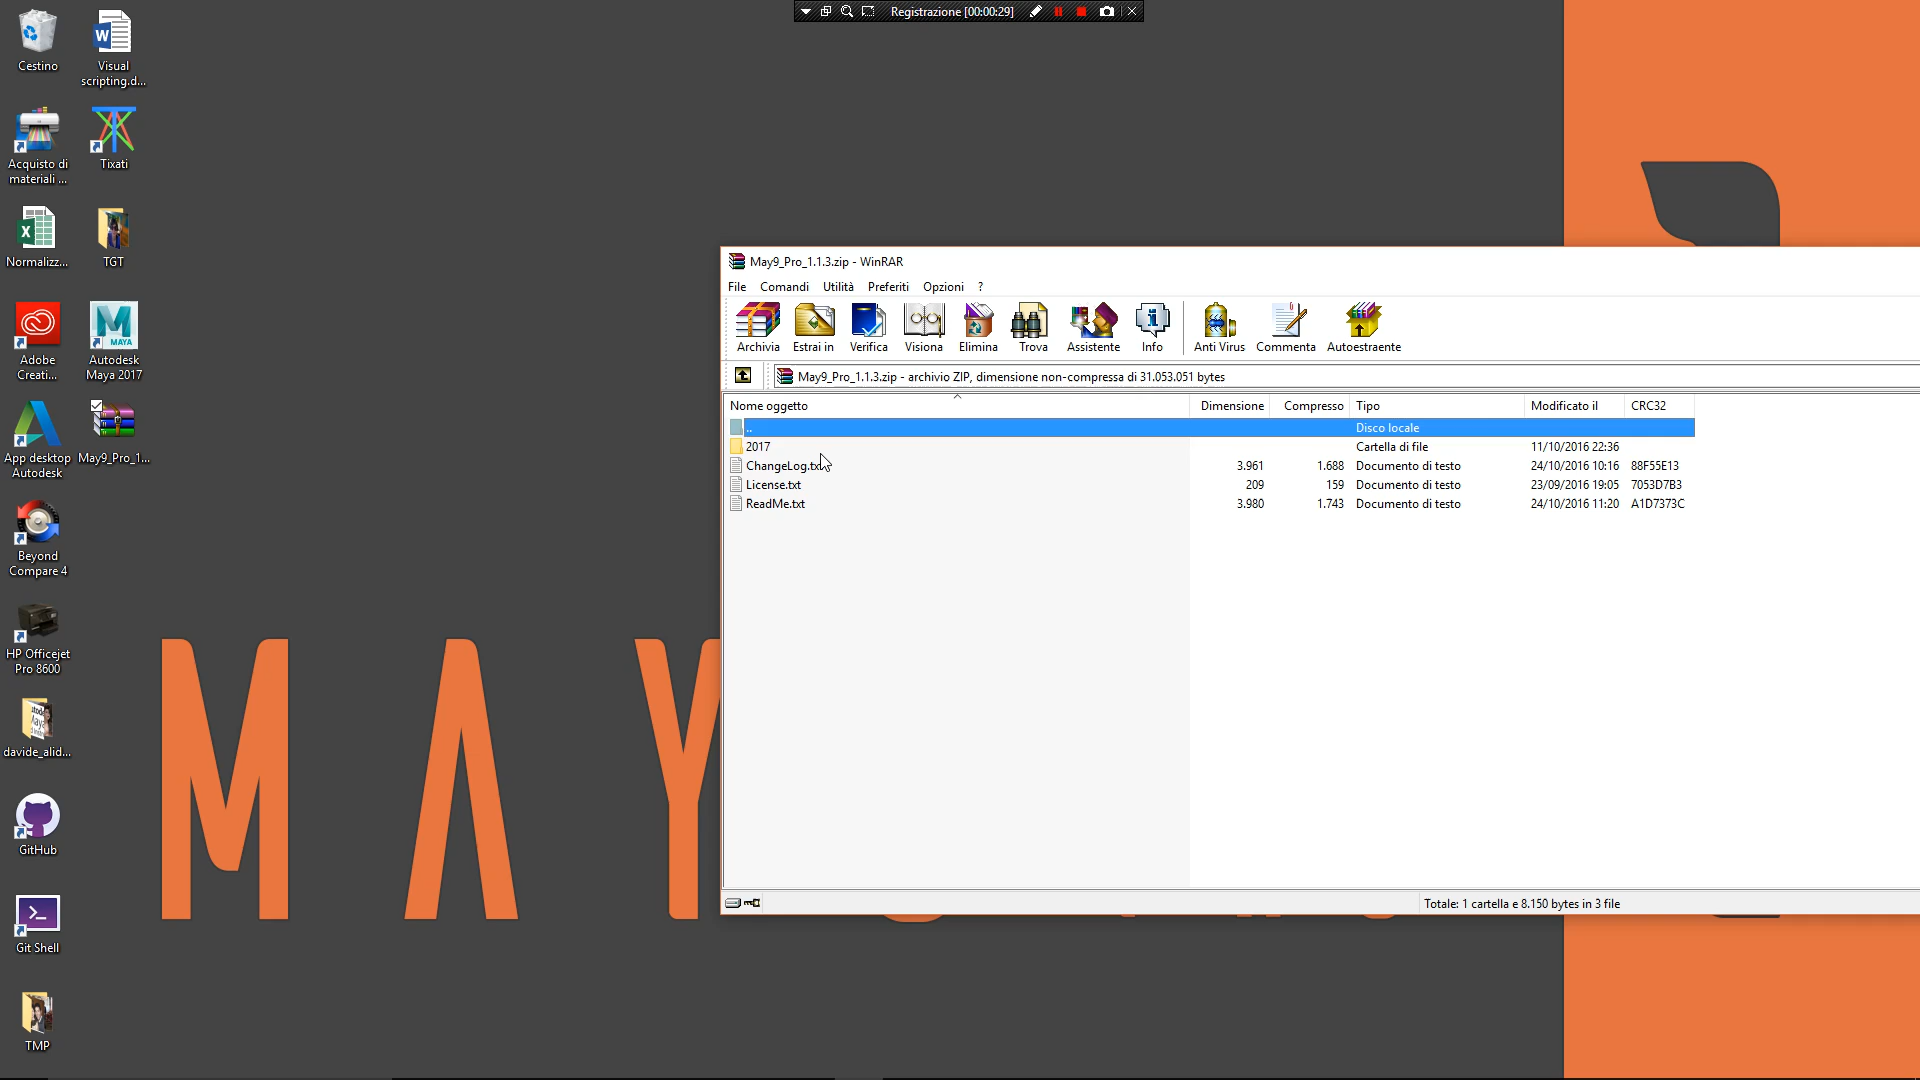 Registrazione [00:00:29]
Cestino
Visual
scripting.d...
Acquisto di
materiali ...
Tixati
Normalizz...
TGT
Adobe
Creati...
MAYA
Autodesk
Maya 2017
App desktop
Autodesk
May9_Pro_1...
Beyond
Compare 4
HP Officejet
Pro 8600
davide_alid...
GitHub
Git Shell
TMP
M A Y
May9_Pro_1.1.3.zip - WinRAR
File Comandi Utilità Preferiti Opzioni ?
Archivia Estrai in Verifica Visiona Elimina Trova Assistente Info Anti Virus Commenta Autoestraente
May9_Pro_1.1.3.zip - archivio ZIP, dimensione non-compressa di 31.053.051 bytes
Nome oggetto Dimensione Compresso Tipo Modificato il CRC32
.. Disco locale
2017 Cartella di file 11/10/2016 22:36
ChangeLog.txt 3.961 1.688 Documento di testo 24/10/2016 10:16 88F55E13
License.txt 209 159 Documento di testo 23/09/2016 19:05 7053D7B3
ReadMe.txt 3.980 1.743 Documento di testo 24/10/2016 11:20 A1D7373C
Totale: 1 cartella e 8.150 bytes in 3 file